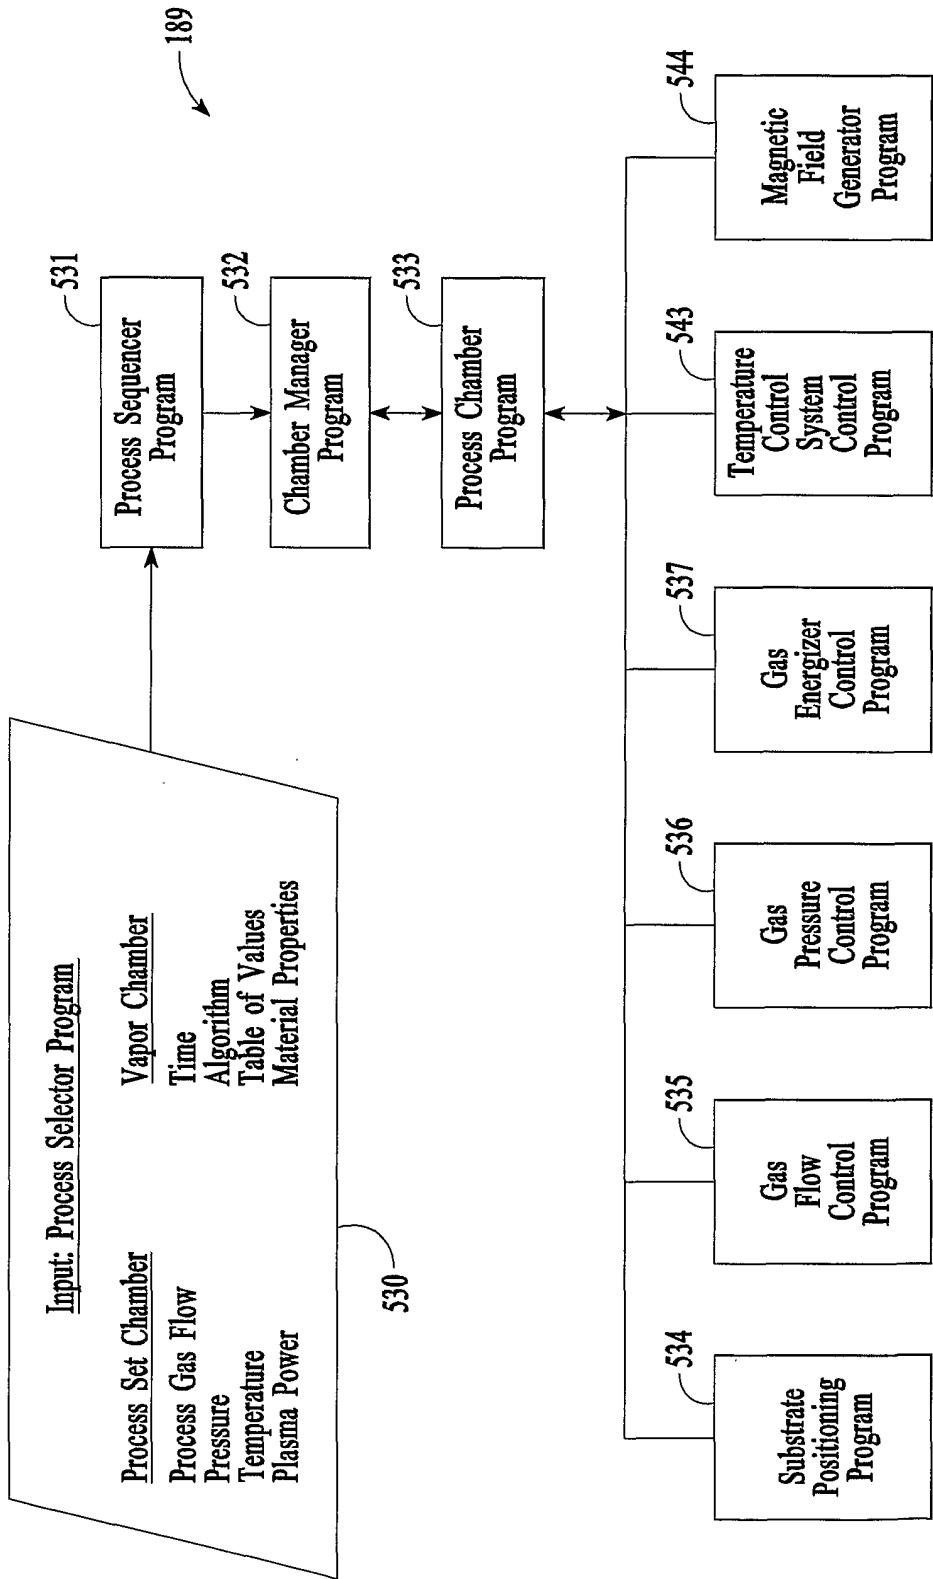 189
Input: Process Selector Program
Process Set Chamber
Process Gas Flow
Pressure
Temperature
Plasma Power
Vapor Chamber
Time
Algorithm
Table of Values
Material Properties
530
531
Process Sequencer
Program
532
Chamber Manager
Program
533
Process Chamber
Program
534
Substrate
Positioning
Program
535
Gas
Flow
Control
Program
536
Gas
Pressure
Control
Program
537
Gas
Energizer
Control
Program
543
Temperature
Control
System
Control
Program
544
Magnetic
Field
Generator
Program